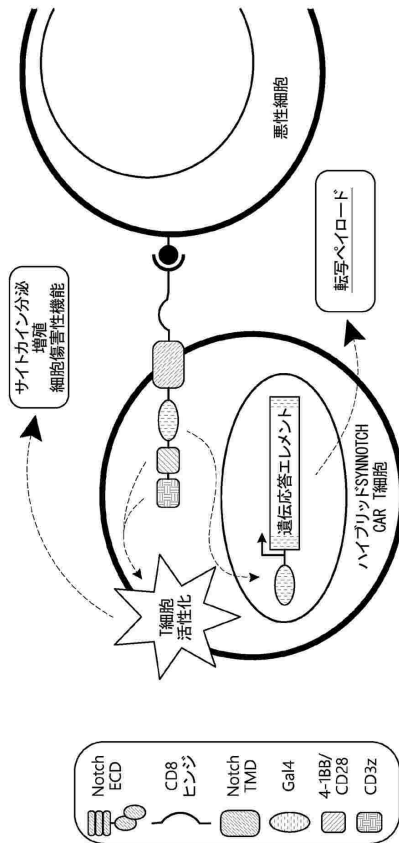 サイトカイン分泌
増殖
細胞傷害性機能
悪性細胞
転写ペイロード
T細胞
活性化
遺伝応答エレメント
ハイブリッドSYNNOTCH
CAR T細胞
Notch
ECD
CD8
ヒンジ
Notch
TMD
Gal4
4-1BB/
CD28
CD3z